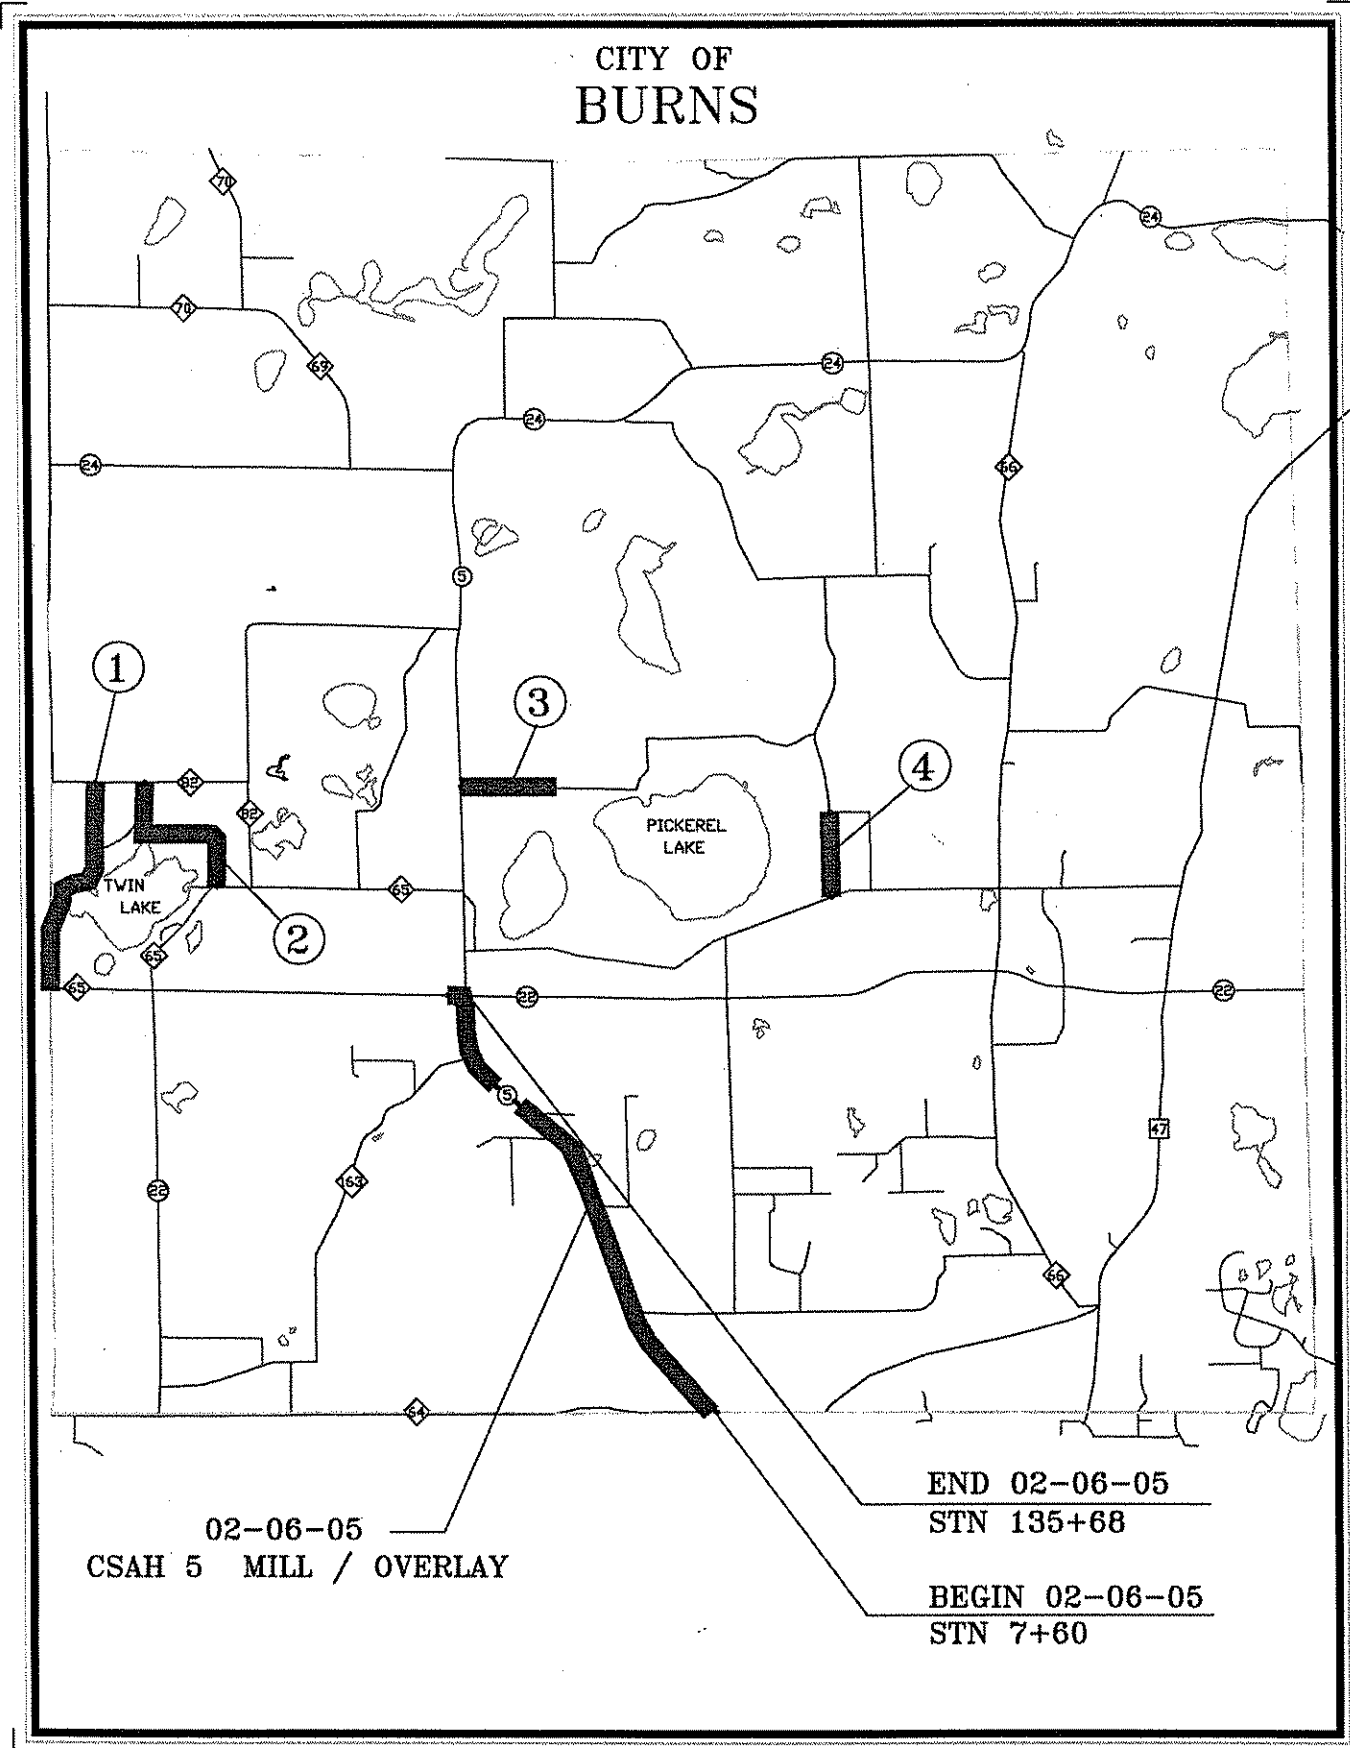 CITY OF
BURNS
70
24
70
69
24
24
24
66
5
1
3
82
4
82
PICKEREL
LAKE
TWIN
LAKE
65
2
65
65
22
22
5
47
22
163
66
64
END 02-06-05
STN 135+68
02-06-05
CSAH 5 MILL / OVERLAY
BEGIN 02-06-05
STN 7+60